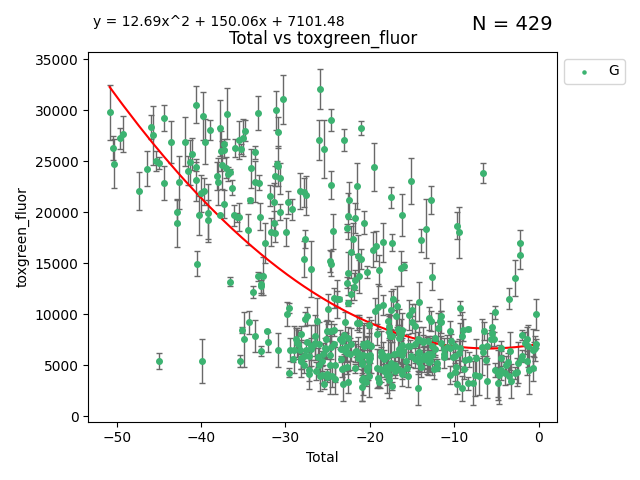 y = 12.69x^2 + 150.06x + 7101.48
N = 429
Total vs toxgreen_fluor
G
toxgreen_fluor
35000
30000
25000
20000
15000
10000
5000
0
−50 −40 −30 −20 −10 0
Total